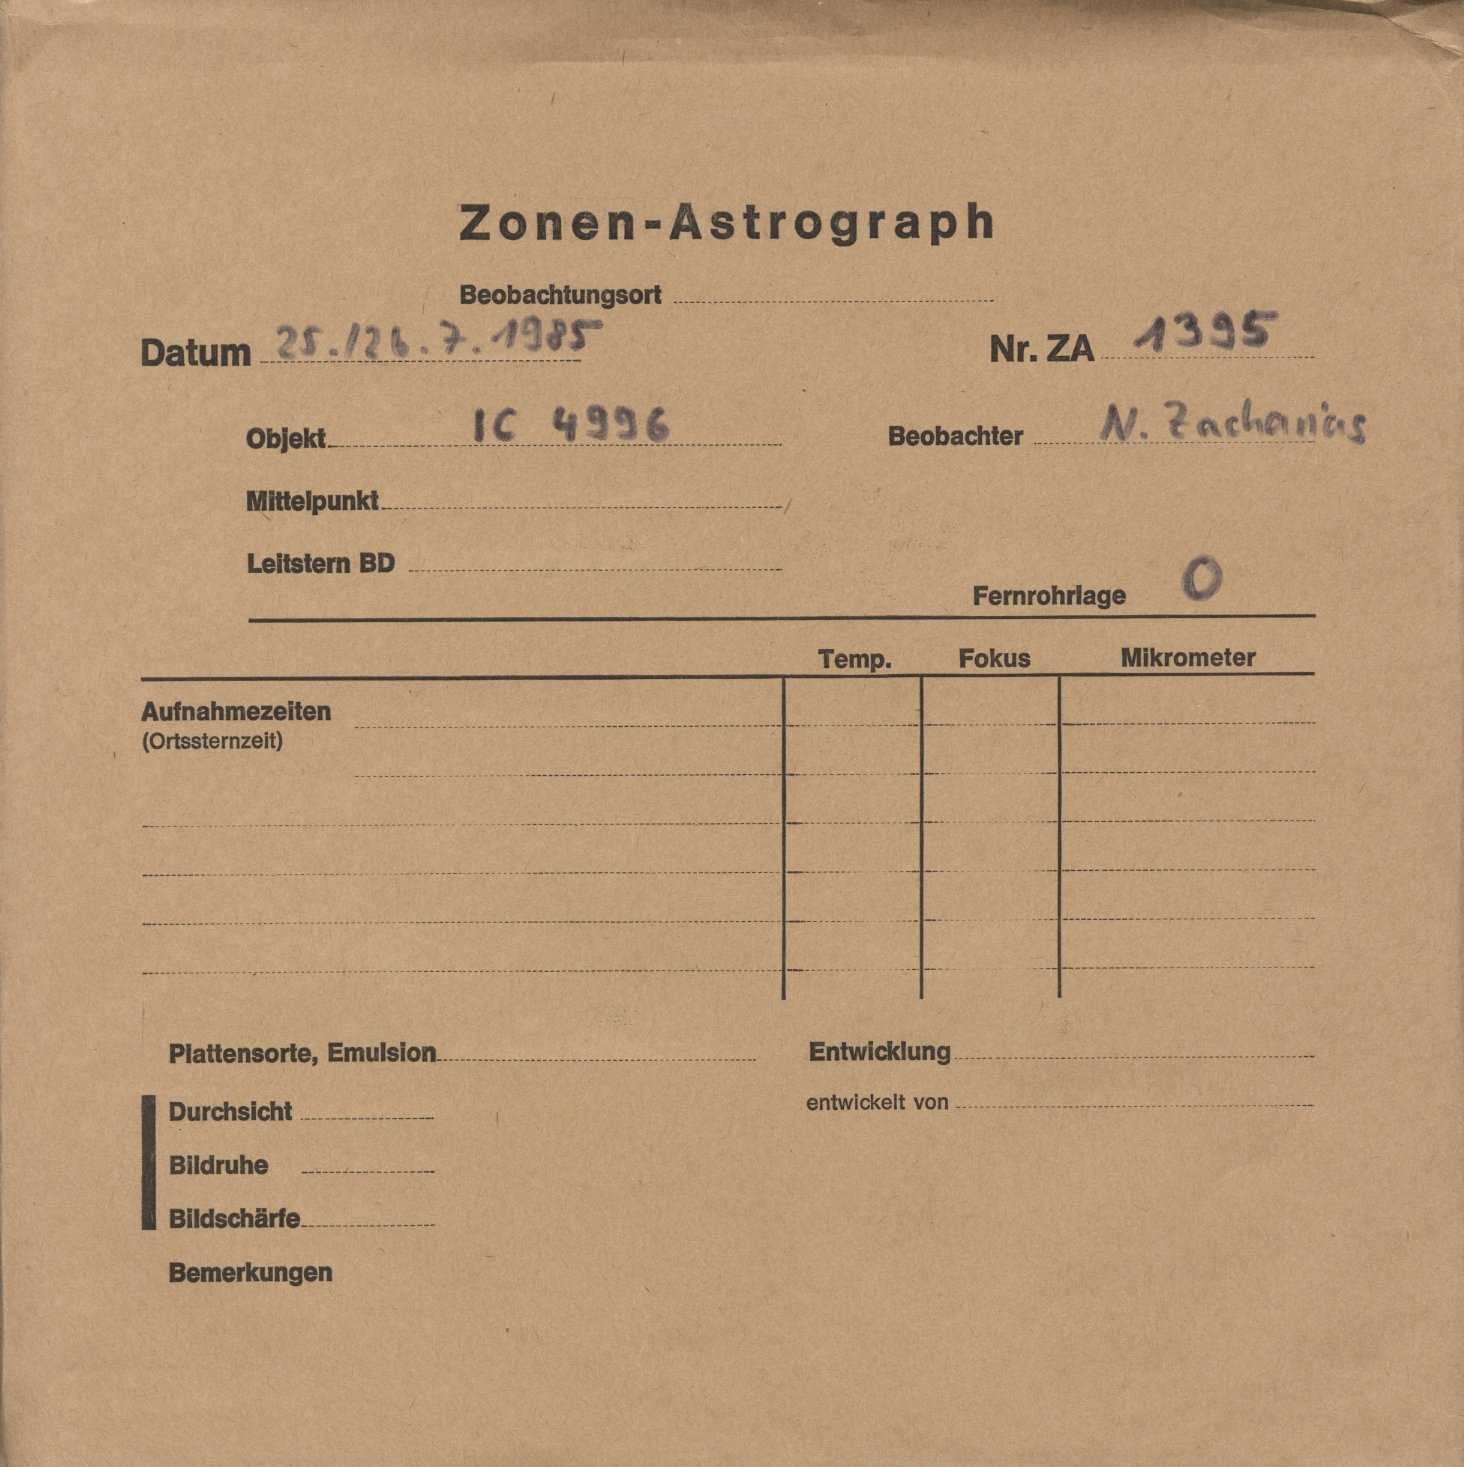 Zonen-Astrograph
Beobachtungsort
Datum 25./26.7.1985 Nr. ZA 1395
Objekt IC 4996 Beobachter N. Zacharias
Mittelpunkt
Leitstern BD
Fernrohrlage O
Temp. Fokus Mikrometer
Aufnahmezeiten
(Ortssternzeit)
Plattensorte, Emulsion Entwicklung
Durchsicht entwickelt von
Bildruhe
Bildschärfe
Bemerkungen